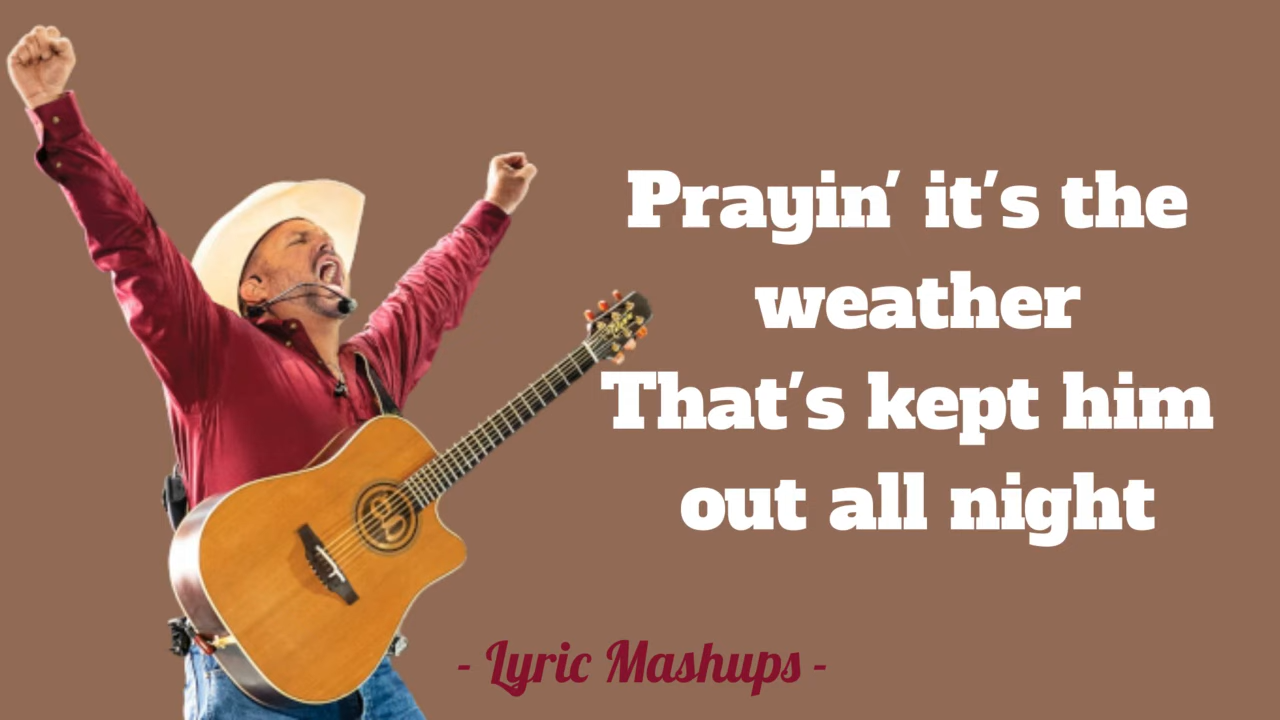 Prayin' it's the
weather
That's kept him
out all night
- Lyric Mashups -